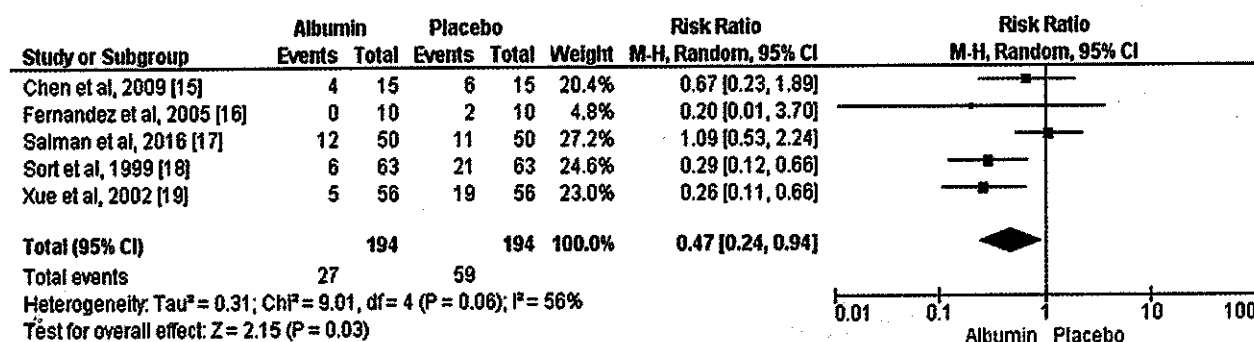 Albumin Placebo Risk Ratio Risk Ratio
Study or Subgroup Events Total Events Total Weight M-H, Random, 95% CI M-H, Random, 95% CI
Chen et al, 2009 [15] 4 15 6 15 20.4% 0.67 [0.23, 1.89]
Fernandez et al, 2005 [16] 0 10 2 10 4.8% 0.20 [0.01, 3.70]
Salman et al, 2016 [17] 12 50 11 50 27.2% 1.09 [0.53, 2.24]
Sort et al, 1999 [18] 6 63 21 63 24.6% 0.29 [0.12, 0.66]
Xue et al, 2002 [19] 5 56 19 56 23.0% 0.26 [0.11, 0.66]
Total (95% CI) 194 194 100.0% 0.47 [0.24, 0.94]
Total events 27 59
Heterogeneity: Tau² = 0.31; Chi² = 9.01, df = 4 (P = 0.06); I² = 56%
Test for overall effect: Z = 2.15 (P = 0.03)
0.01 0.1 1 10 100
Albumin Placebo